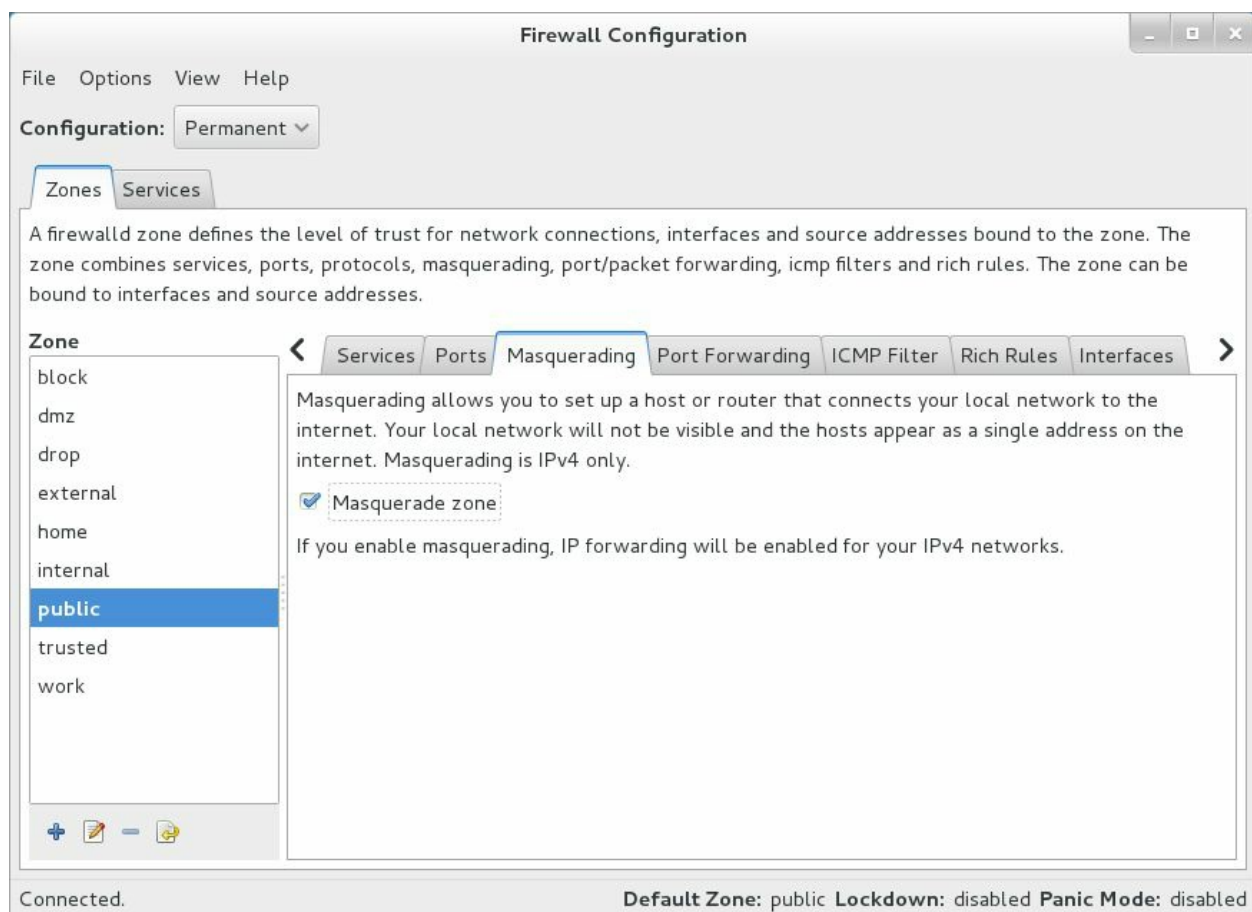 Firewall Configuration
File Options View Help
Configuration: Permanent
Zones Services
A firewalld zone defines the level of trust for network connections, interfaces and source addresses bound to the zone. The
zone combines services, ports, protocols, masquerading, port/packet forwarding, icmp filters and rich rules. The zone can be
bound to interfaces and source addresses.
Zone
block
dmz
drop
external
home
internal
public
trusted
work
Services Ports Masquerading Port Forwarding ICMP Filter Rich Rules Interfaces
Masquerading allows you to set up a host or router that connects your local network to the
internet. Your local network will not be visible and the hosts appear as a single address on the
internet. Masquerading is IPv4 only.
Masquerade zone
If you enable masquerading, IP forwarding will be enabled for your IPv4 networks.
Connected.
Default Zone: public Lockdown: disabled Panic Mode: disabled